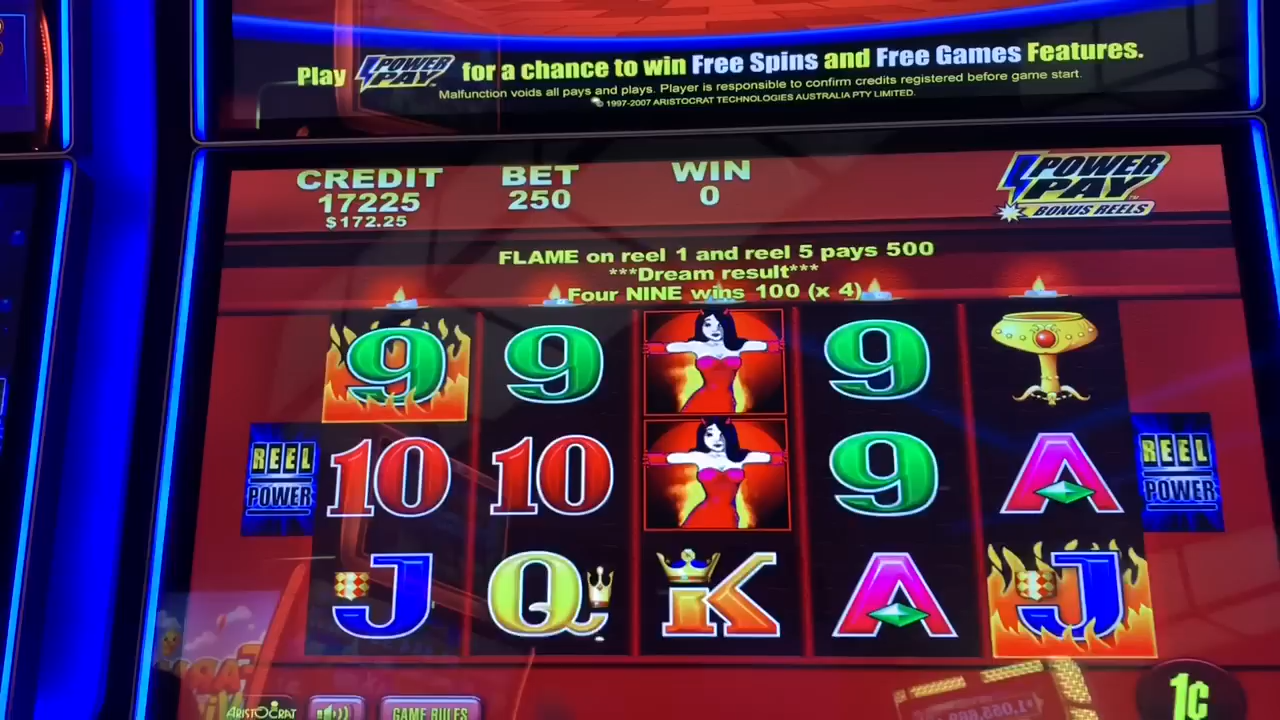 Play POWER PAY™ for a chance to win Free Spins and Free Games Features.
Malfunction voids all pays and plays. Player is responsible to confirm credits registered before game start.
1997-2007 ARISTOCRAT TECHNOLOGIES AUSTRALIA PTY LIMITED.
CREDIT BET WIN
17225 250 0
$172.25
POWER PAY™
BONUS REELS
FLAME on reel 1 and reel 5 pays 500
***Dream result***
Four NINE wins 100 (x 4)
9 9 9
REEL POWER
10 10 9 A
REEL POWER
J Q K A J
ARISTOCRAT
GAME RULES
1¢